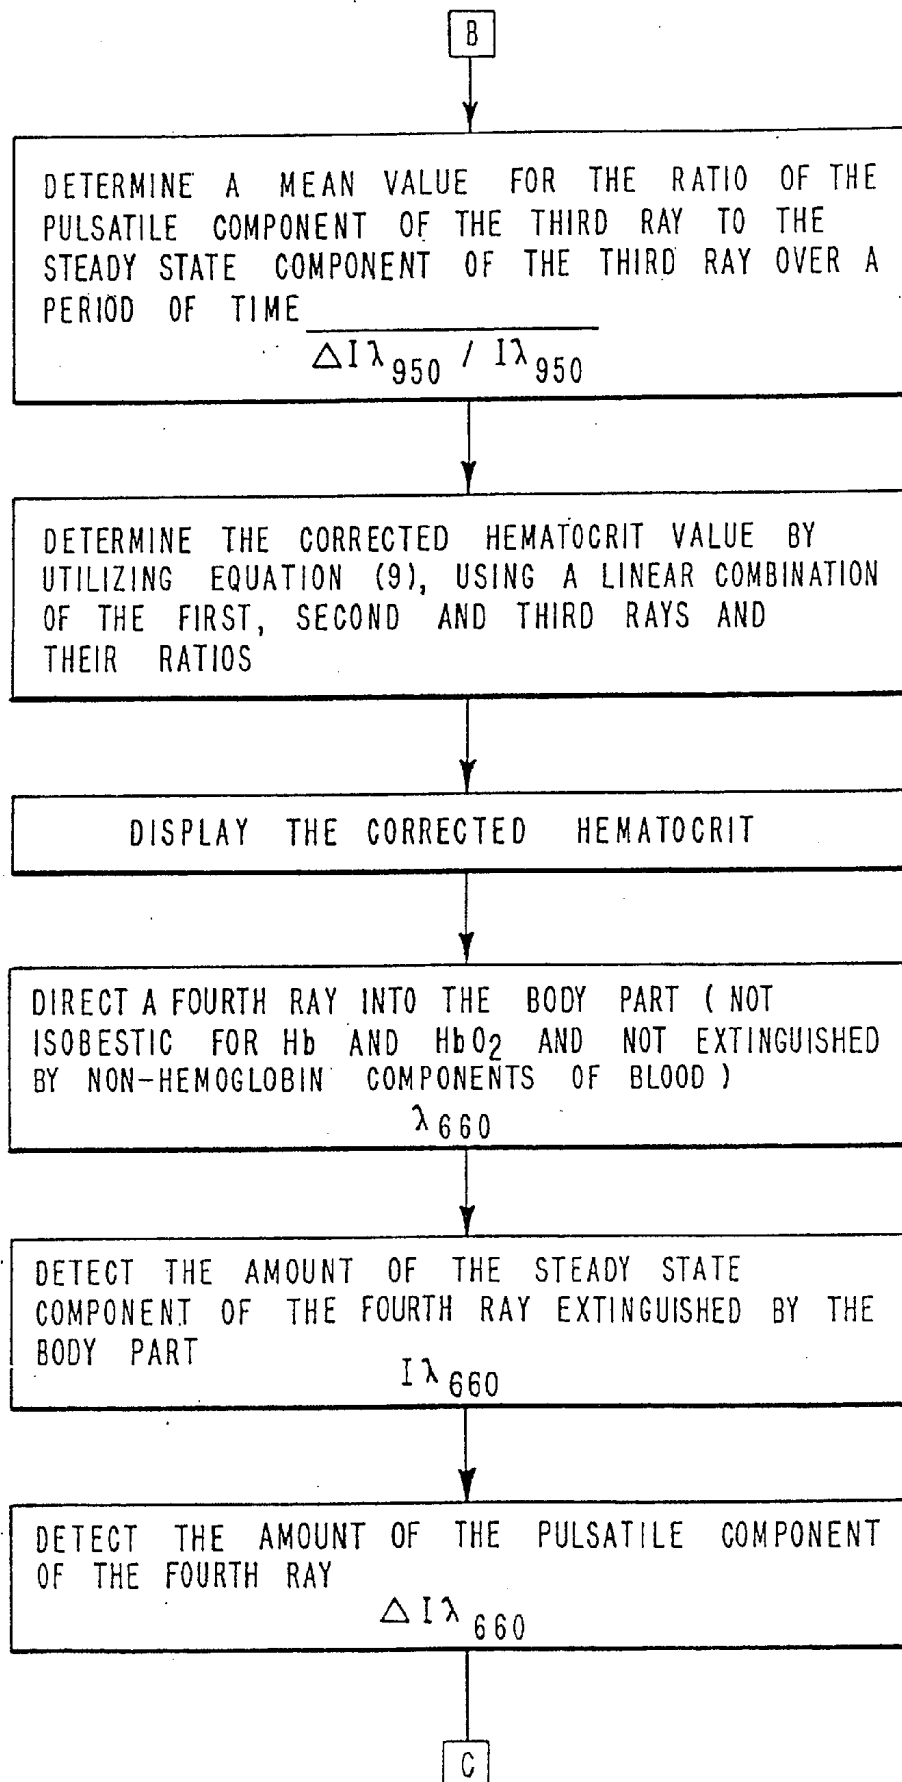 B
DETERMINE A MEAN VALUE FOR THE RATIO OF THE
PULSATILE COMPONENT OF THE THIRD RAY TO THE
STEADY STATE COMPONENT OF THE THIRD RAY OVER A
PERIOD OF TIME
ΔIλ950 / Iλ950
DETERMINE THE CORRECTED HEMATOCRIT VALUE BY
UTILIZING EQUATION (9), USING A LINEAR COMBINATION
OF THE FIRST, SECOND AND THIRD RAYS AND
THEIR RATIOS
DISPLAY THE CORRECTED HEMATOCRIT
DIRECT A FOURTH RAY INTO THE BODY PART (NOT
ISOBESTIC FOR Hb AND HbO2 AND NOT EXTINGUISHED
BY NON-HEMOGLOBIN COMPONENTS OF BLOOD)
λ660
DETECT THE AMOUNT OF THE STEADY STATE
COMPONENT OF THE FOURTH RAY EXTINGUISHED BY THE
BODY PART
Iλ660
DETECT THE AMOUNT OF THE PULSATILE COMPONENT
OF THE FOURTH RAY
ΔIλ660
C